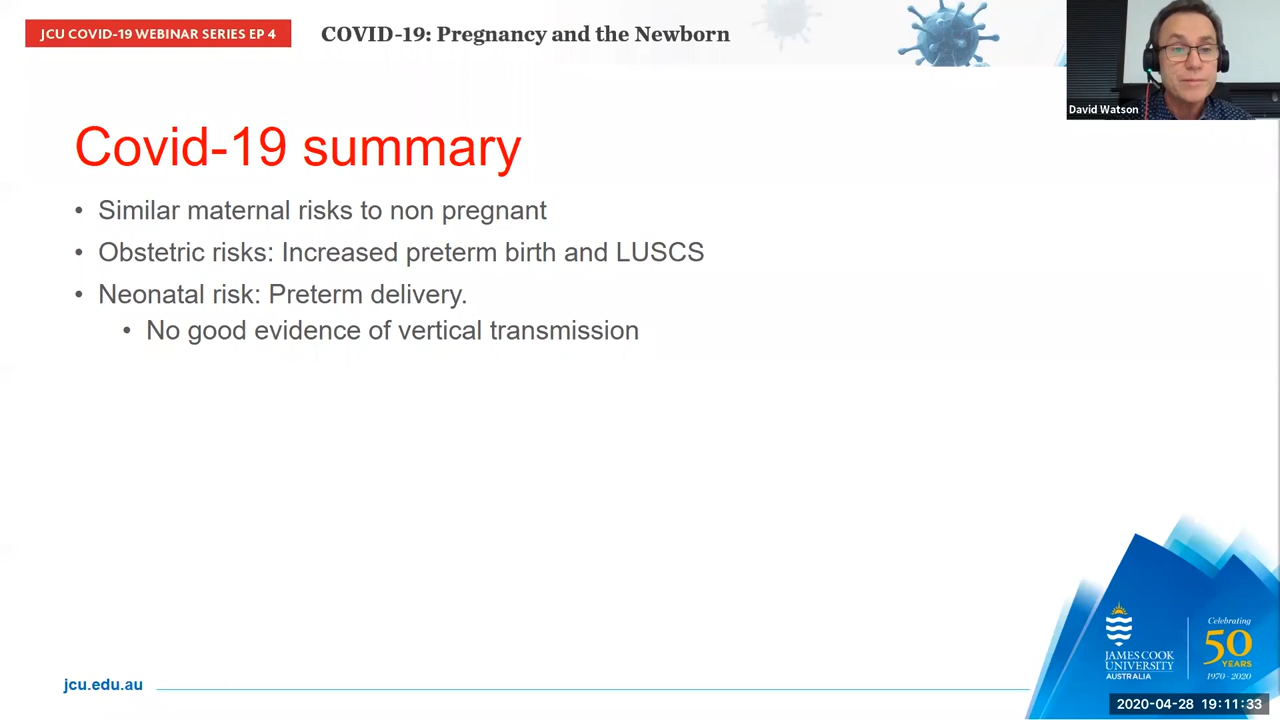 JCU COVID-19 WEBINAR SERIES EP 4
COVID-19: Pregnancy and the Newborn
David Watson
Covid-19 summary
• Similar maternal risks to non pregnant
• Obstetric risks: Increased preterm birth and LUSCS
• Neonatal risk: Preterm delivery.
• No good evidence of vertical transmission
JAMES COOK
UNIVERSITY
AUSTRALIA
Celebrating
50
YEARS
1970 - 2020
jcu.edu.au
2020-04-28 19:11:33